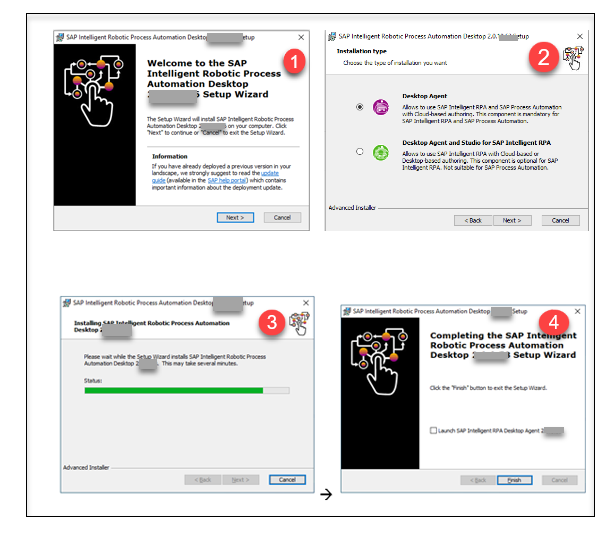 SAP Intelligent Robotic Process Automation Desktop Setup
1
Welcome to the SAP
Intelligent Robotic Process
Automation Desktop
2 3 Setup Wizard
The Setup Wizard will install SAP Intelligent Robotic Process
Automation Desktop 2 on your computer. Click
"Next" to continue or "Cancel" to exit the Setup Wizard.
Information
If you have already deployed a previous version in your
landscape, we strongly suggest to read the update
guide (available in the SAP help portal) which contains
important information about the deployment update.
Next >
Cancel
SAP Intelligent Robotic Process Automation Desktop 2.0. Setup
2
Installation type
Choose the type of installation you want
Desktop Agent
Allows to use SAP Intelligent RPA and SAP Process Automation
with Cloud-based authoring. This component is mandatory for
SAP Intelligent RPA and SAP Process Automation.
Desktop Agent and Studio for SAP Intelligent RPA
Allows to use SAP Intelligent RPA with Cloud-based or
Desktop-based authoring. This component is optional for SAP
Intelligent RPA. Not suitable for SAP Process Automation.
Advanced Installer
< Back
Next >
Cancel
SAP Intelligent Robotic Process Automation Desktop etup
3
Installing SAP Intelligent Robotic Process Automation
Desktop 2
Please wait while the Setup Wizard installs SAP Intelligent Robotic Process
Automation Desktop 2 . This may take several minutes.
Status:
Advanced Installer
< Back
Next >
Cancel
→
SAP Intelligent Robotic Process Automation Desktop Setup
4
Completing the SAP Intelligent
Robotic Process Automation
Desktop Setup Wizard
Click the "Finish" button to exit the Setup Wizard.
Launch SAP Intelligent RPA Desktop Agent 2
< Back
Finish
Cancel